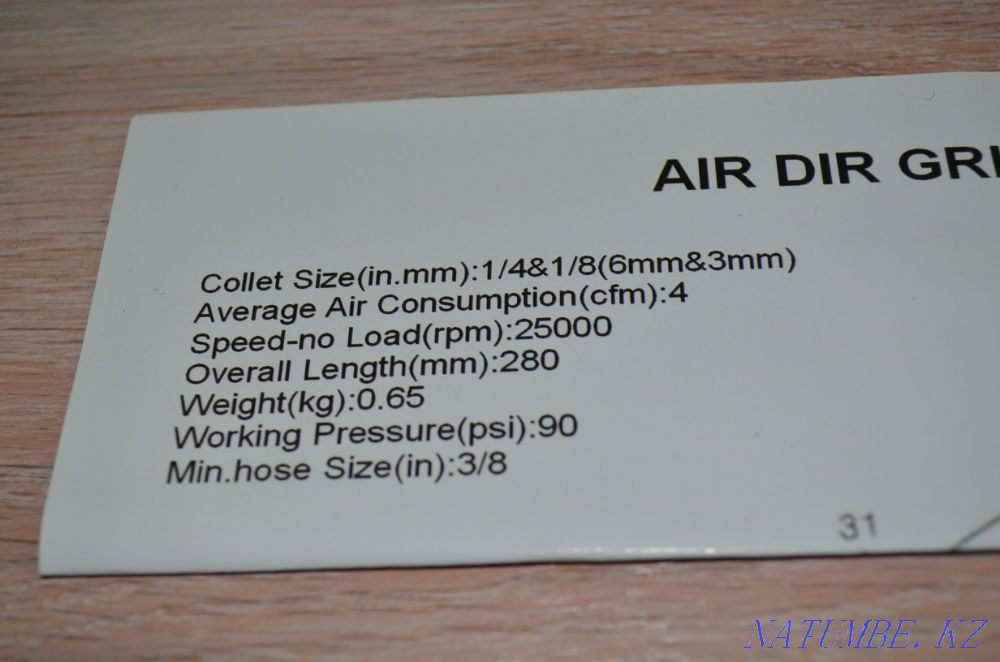 AIR DIR GRI
Collet Size(in.mm):1/4&1/8(6mm&3mm)
Average Air Consumption(cfm):4
Speed-no Load(rpm):25000
Overall Length(mm):280
Weight(kg):0.65
Working Pressure(psi):90
Min.hose Size(in):3/8
31
NATUMBE.KZ